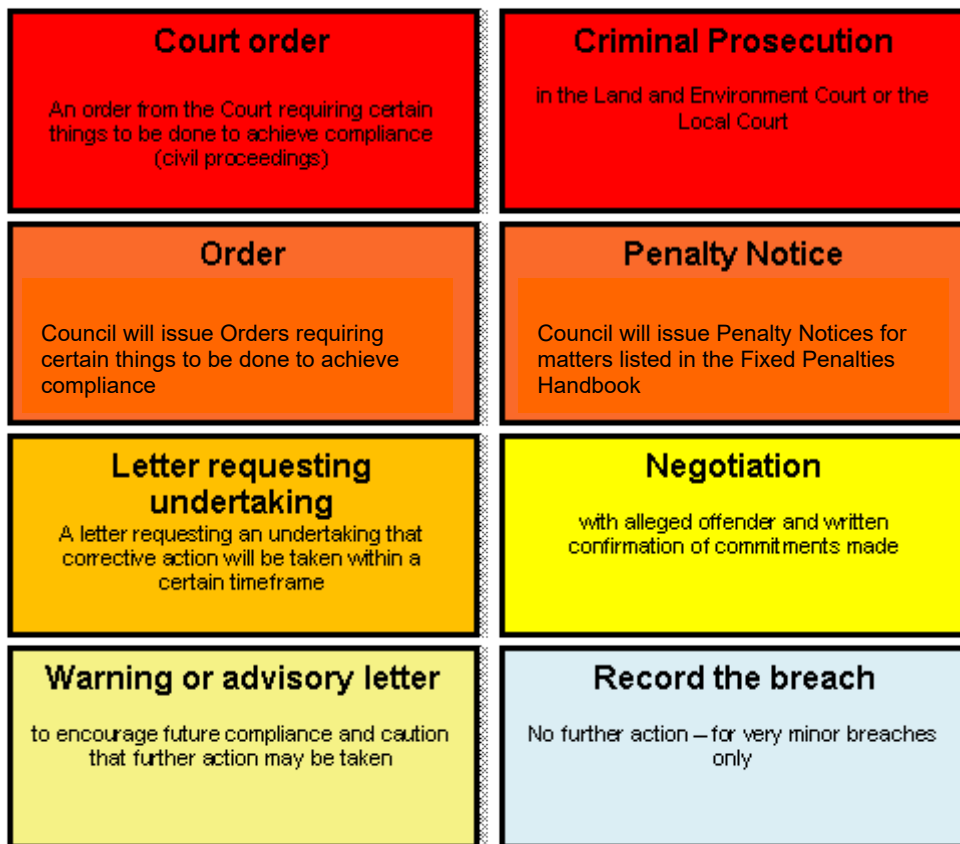 Court order
An order from the Court requiring certain
things to be done to achieve compliance
(civil proceedings)
Criminal Prosecution
in the Land and Environment Court or the
Local Court
Order
Council will issue Orders requiring
certain things to be done to achieve
compliance
Penalty Notice
Council will issue Penalty Notices for
matters listed in the Fixed Penalties
Handbook
Letter requesting
undertaking
A letter requesting an undertaking that
corrective action will be taken within a
certain timeframe
Negotiation
with alleged offender and written
confirmation of commitments made
Warning or advisory letter
to encourage future compliance and caution
that further action may be taken
Record the breach
No further action – for very minor breaches
only